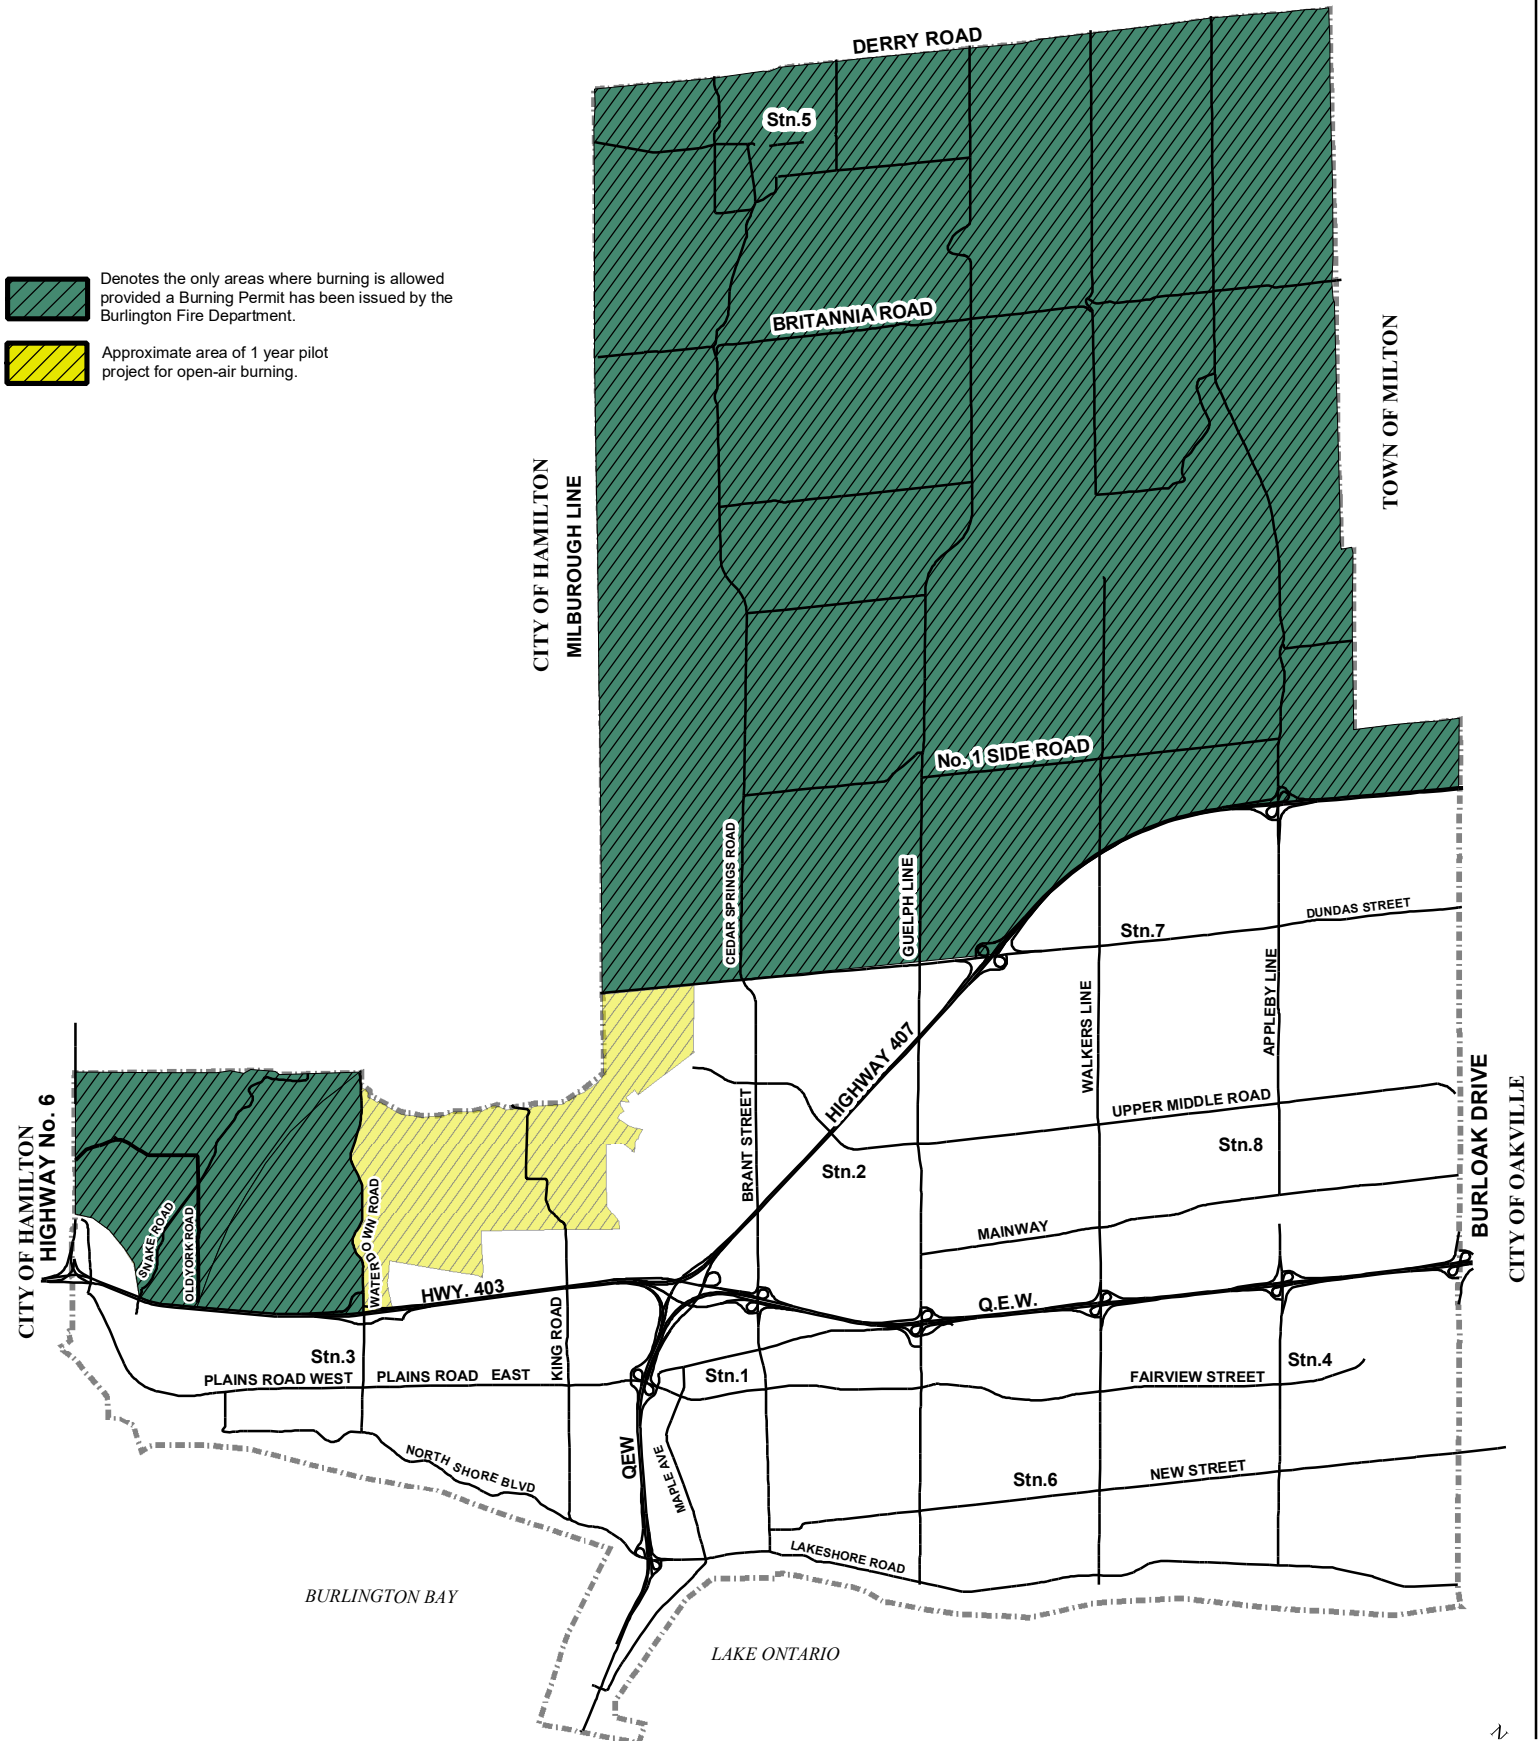 DERRY ROAD
Stn.5
Denotes the only areas where burning is allowed
provided a Burning Permit has been issued by the
Burlington Fire Department.
BRITANNIA ROAD
Approximate area of 1 year pilot
project for open-air burning.
TOWN OF MILTON
CITY OF HAMILTON
MILBOROUGH LINE
No. 1 SIDE ROAD
CEDAR SPRINGS ROAD
GUELPH LINE
DUNDAS STREET
Stn.7
APPLEBY LINE
WALKERS LINE
HIGHWAY 407
BURLOAK DRIVE
CITY OF OAKVILLE
UPPER MIDDLE ROAD
BRANT STREET
Stn.8
Stn.2
CITY OF HAMILTON
HIGHWAY No. 6
SNAKE ROAD
OLD YORK ROAD
WATERDOWN ROAD
MAINWAY
HWY. 403
Q.E.W.
KING ROAD
Stn.3
Stn.4
PLAINS ROAD WEST
PLAINS ROAD EAST
Stn.1
FAIRVIEW STREET
QEW
MAPLE AVE
NORTH SHORE BLVD
Stn.6
NEW STREET
LAKESHORE ROAD
BURLINGTON BAY
LAKE ONTARIO
N